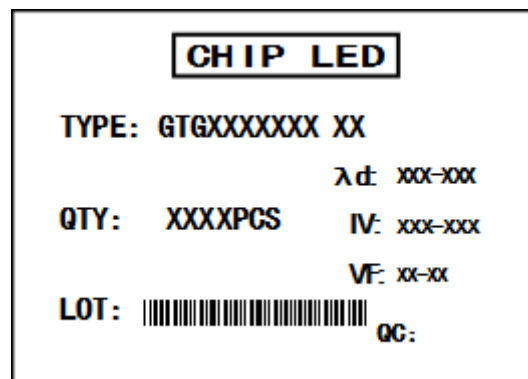 CHIP LED
TYPE: GTGXXXXXXX XX
λd: XXX-XXX
QTY: XXXXPCS
IV: XXX-XXX
VF: XX-XX
LOT:
QC: